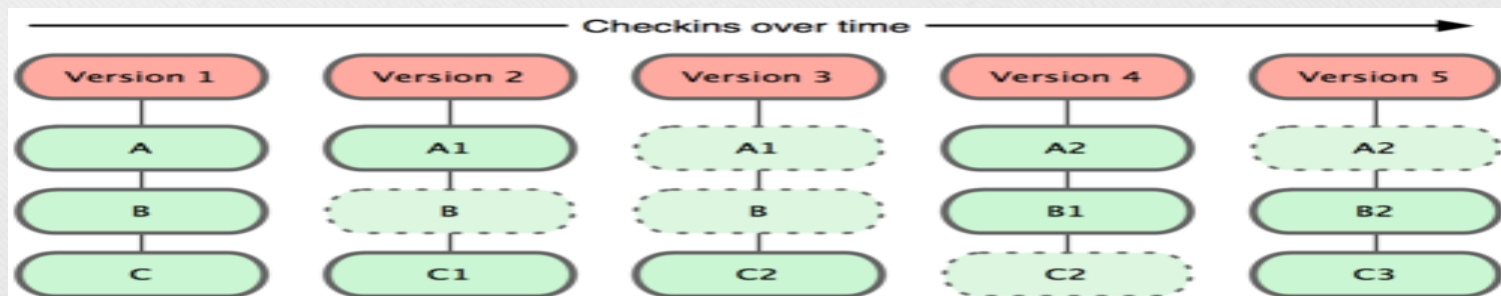 Checkins over time
Version 1 Version 2 Version 3 Version 4 Version 5
A A1 A1 A2 A2
B B B B1 B2
C C1 C2 C2 C3